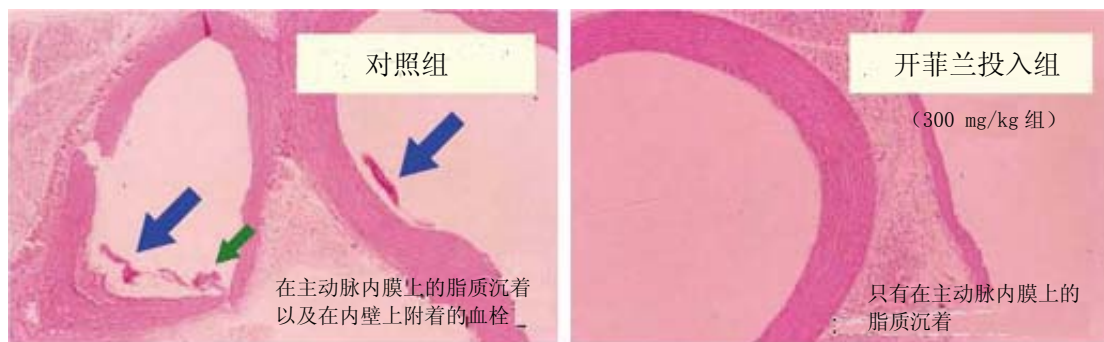 对照组
在主动脉内膜上的脂质沉着
以及在内壁上附着的血栓
开菲兰投入组
（300 mg/kg 组）
只有在主动脉内膜上的
脂质沉着